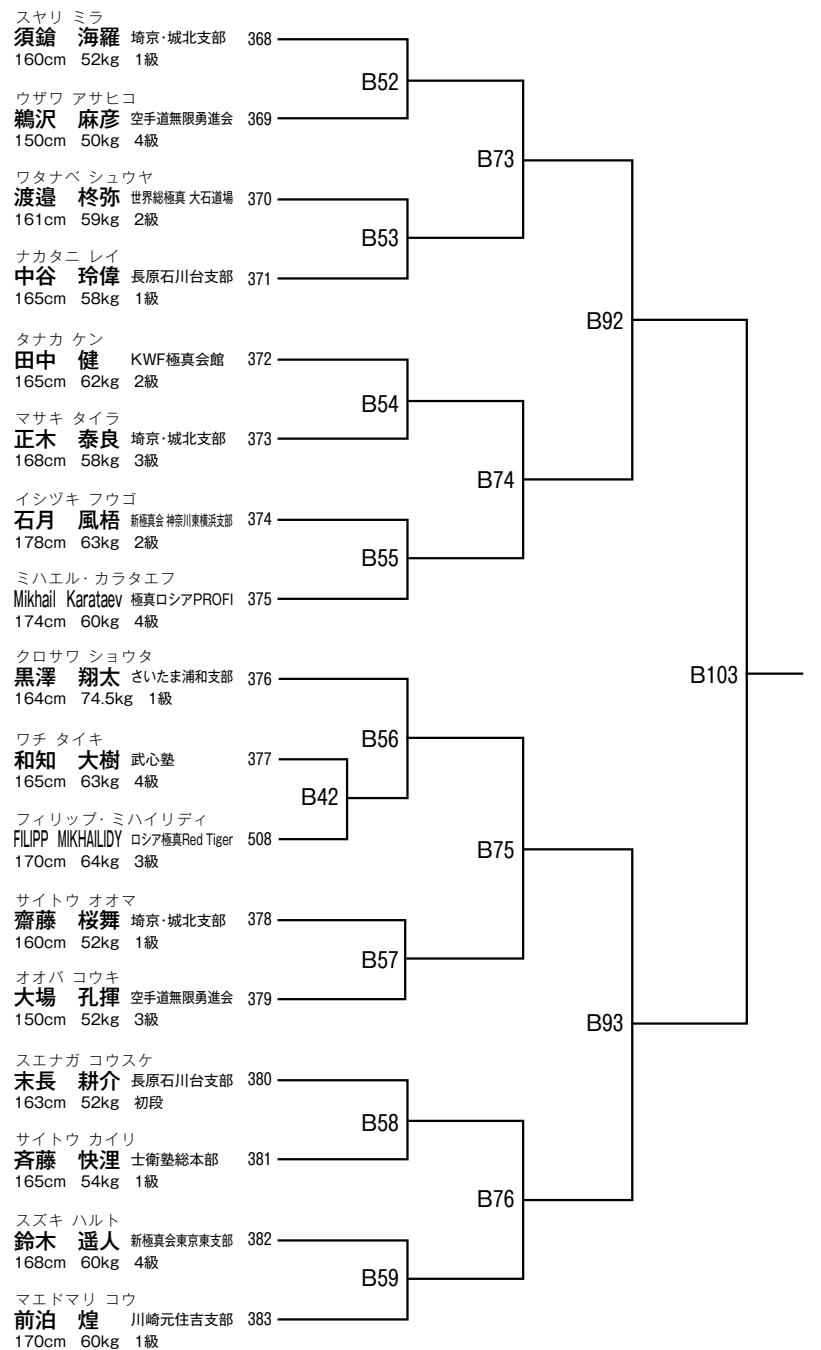 スヤリ ミラ
須鎗 海羅 埼京・城北支部 368
160cm 52kg 1級
B52
ウザワ アサヒコ
鵜沢 麻彦 空手道無限勇進会 369
150cm 50kg 4級
B73
ワタナベ シュウヤ
渡邉 柊弥 世界総極真 大石道場 370
161cm 59kg 2級
B53
ナカタニ レイ
中谷 玲偉 長原石川台支部 371
165cm 58kg 1級
B92
タナカ ケン
田中 健 KWF極真会館 372
165cm 62kg 2級
B54
マサキ タイラ
正木 泰良 埼京・城北支部 373
168cm 58kg 3級
B74
イシヅキ フウゴ
石月 風梧 新極真会 神奈川東横浜支部 374
178cm 63kg 2級
B55
ミハエル・カラタエフ
Mikhail Karataev 極真ロシアPROFI 375
174cm 60kg 4級
クロサワ ショウタ
黒澤 翔太 さいたま浦和支部 376
164cm 74.5kg 1級
B103
B56
ワチ タイキ
和知 大樹 武心塾 377
165cm 63kg 4級
B42
フィリップ・ミハイリディ
FILIPP MIKHAILIDY ロシア極真Red Tiger 508
170cm 64kg 3級
B75
サイトウ オオマ
齋藤 桜舞 埼京・城北支部 378
160cm 52kg 1級
B57
オオバ コウキ
大場 孔揮 空手道無限勇進会 379
150cm 52kg 3級
B93
スエナガ コウスケ
末長 耕介 長原石川台支部 380
163cm 52kg 初段
B58
サイトウ カイリ
斉藤 快浬 士衛塾総本部 381
165cm 54kg 1級
B76
スズキ ハルト
鈴木 遥人 新極真会東京東支部 382
168cm 60kg 4級
B59
マエドマリ コウ
前泊 煌 川崎元住吉支部 383
170cm 60kg 1級